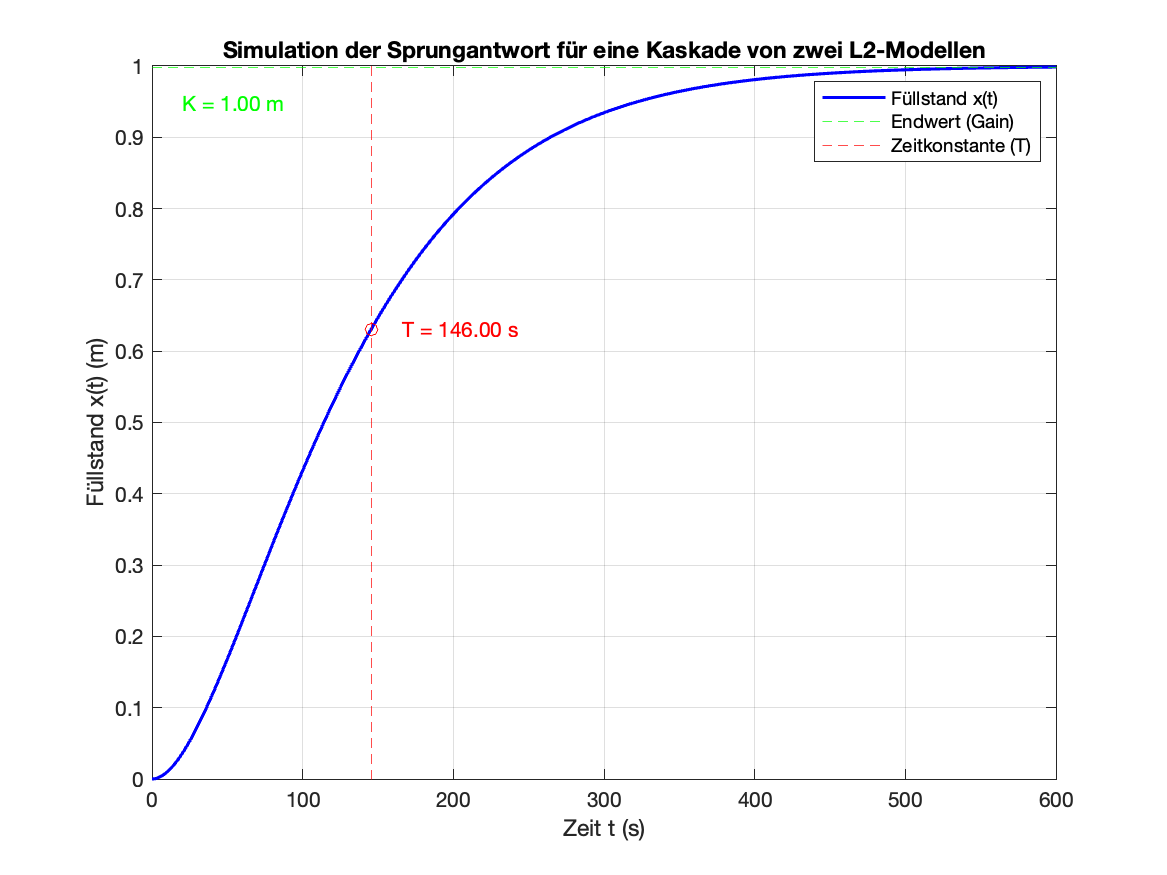 Simulation der Sprungantwort für eine Kaskade von zwei L2-Modellen
K = 1.00 m
Füllstand x(t)
Endwert (Gain)
Zeitkonstante (T)
T = 146.00 s
Füllstand x(t) (m)
1
0.9
0.8
0.7
0.6
0.5
0.4
0.3
0.2
0.1
0
0 100 200 300 400 500 600
Zeit t (s)